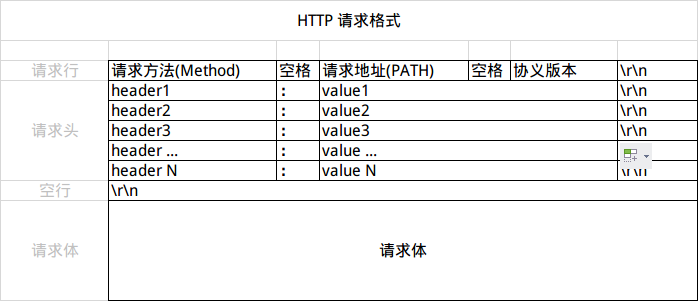 HTTP 请求格式
请求行 请求方法(Method) 空格 请求地址(PATH) 空格 协议版本 \r\n
header1 : value1 \r\n
header2 : value2 \r\n
请求头 header3 : value3 \r\n
header ... : value ...
header N : value N \r\n
空行 \r\n
请求体 请求体